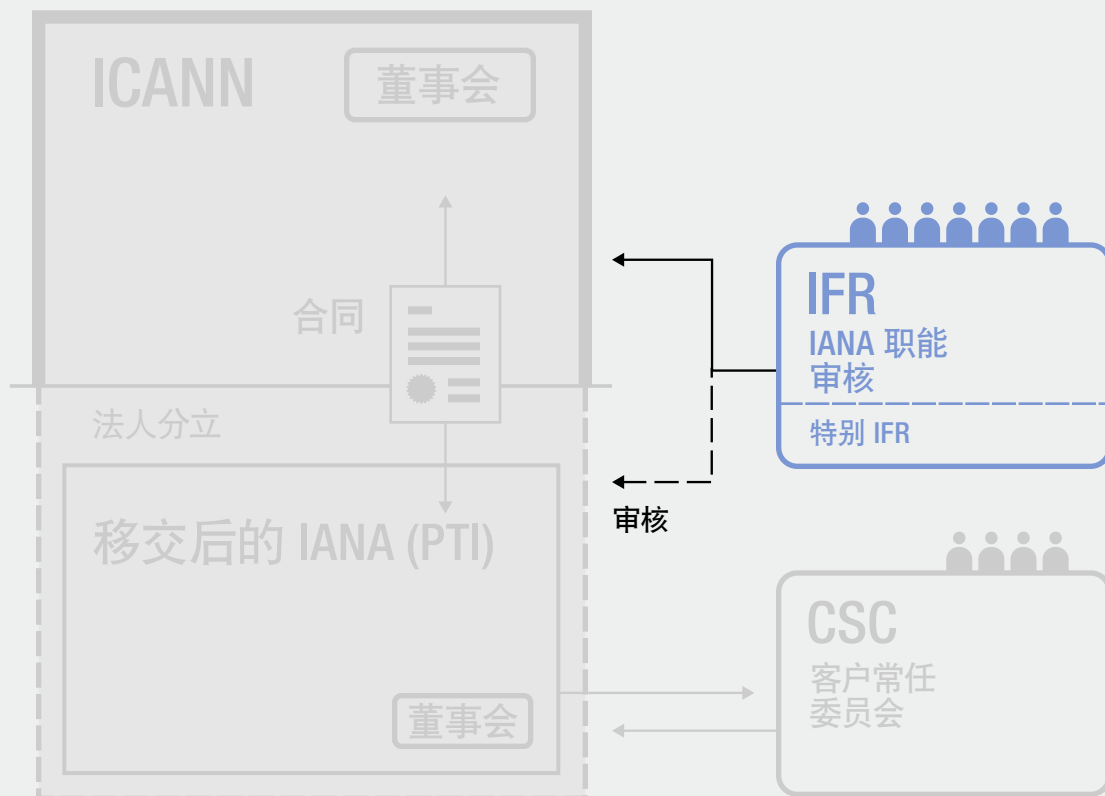 ICANN
董事会
合同
法人分立
移交后的 IANA (PTI)
董事会
IFR
IANA 职能
审核
特别 IFR
审核
CSC
客户常任
委员会